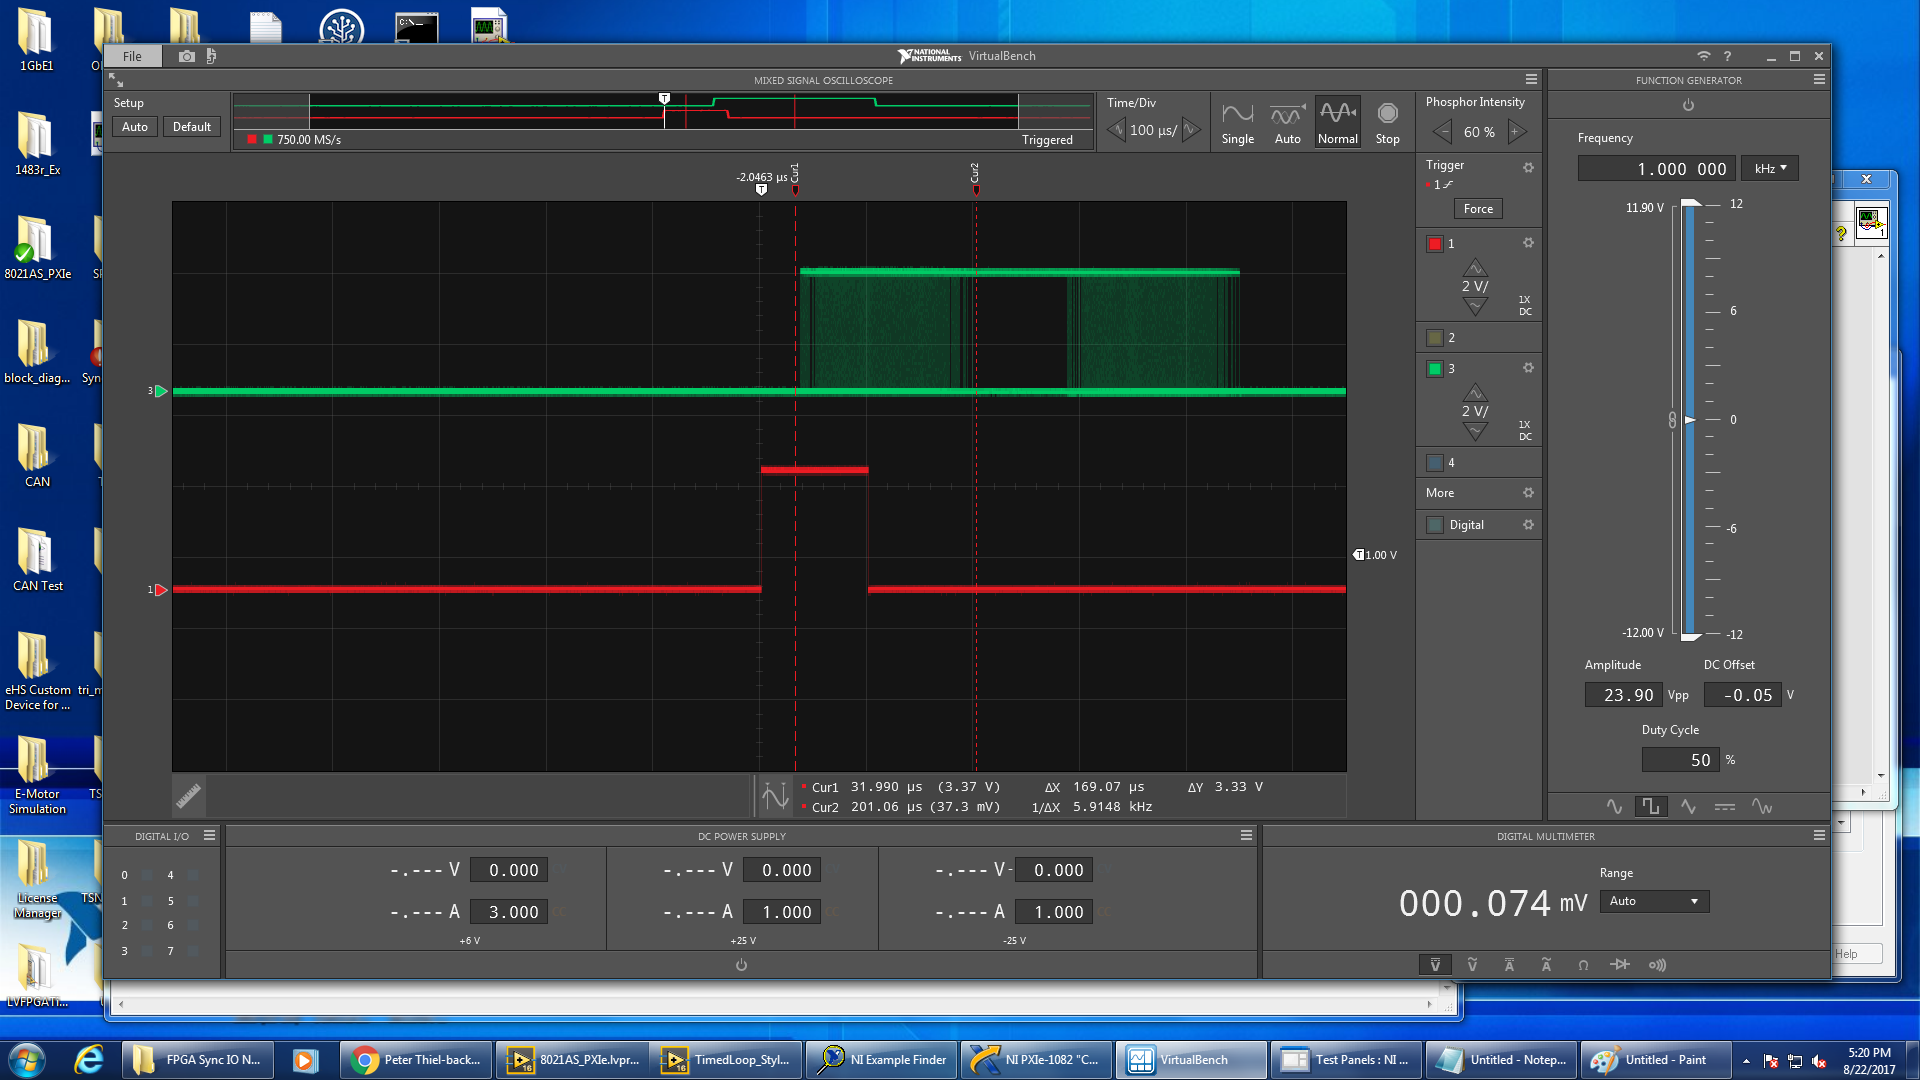 1GbE1
File
NATIONAL INSTRUMENTS VirtualBench
?
MIXED SIGNAL OSCILLOSCOPE
FUNCTION GENERATOR
Setup
Auto
Default
T
750.00 MS/s
Triggered
Time/Div
100 µs/
Single
Auto
Normal
Stop
Phosphor Intensity
60 %
Trigger
1
Force
Frequency
1.000 000
kHz
1483r_Ex
-2.0463 µs
T
Cur1
Cur2
11.90 V
12
6
0
-6
-12
-12.00 V
1
2 V/
1X
DC
2
3
2 V/
1X
DC
4
More
Digital
3
1
T 1.00 V
8021AS_PXIe
block_diag...
Syn
CAN
CAN Test
eHS Custom
Device for ...
tri_m
E-Motor
Simulation
TS
License
Manager
TSN
LVFPGATi...
Amplitude
DC Offset
23.90 Vpp
-0.05 V
Duty Cycle
50 %
Cur1 31.990 µs (3.37 V) ΔX 169.07 µs ΔY 3.33 V
Cur2 201.06 µs (37.3 mV) 1/ΔX 5.9148 kHz
DIGITAL I/O
DC POWER SUPPLY
DIGITAL MULTIMETER
0 4
1 5
2 6
3 7
-.--- V 0.000
-.--- A 3.000
+6 V
-.--- V 0.000
-.--- A 1.000
+25 V
-.--- V - 0.000
-.--- A 1.000
-25 V
000.074 mV
Range
Auto
Help
FPGA Sync IO N...
Peter Thiel-back...
8021AS_PXIe.lvpr...
TimedLoop_Styl...
NI Example Finder
NI PXIe-1082 "C...
VirtualBench
Test Panels : NI ...
Untitled - Notep...
Untitled - Paint
5:20 PM
8/22/2017